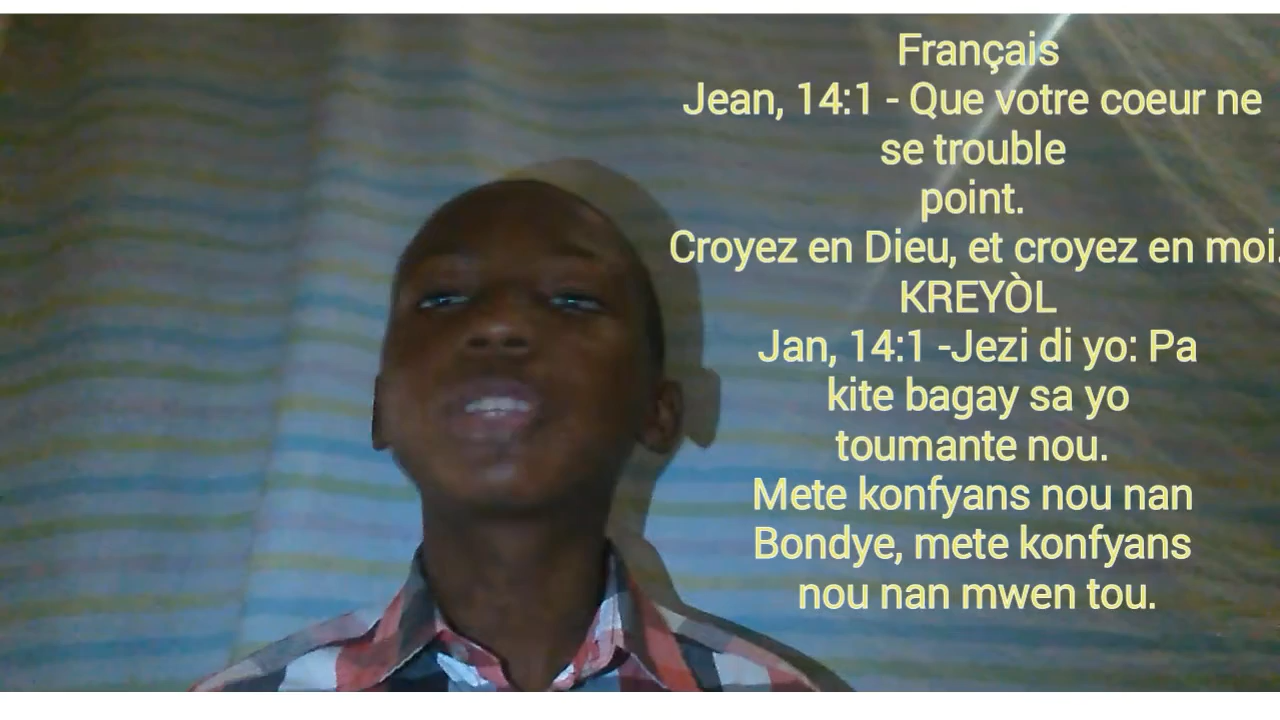 Français
Jean, 14:1 - Que votre coeur ne
se trouble
point.
Croyez en Dieu, et croyez en moi.
KREYÒL
Jan, 14:1 -Jezi di yo: Pa
kite bagay sa yo
toumante nou.
Mete konfyans nou nan
Bondye, mete konfyans
nou nan mwen tou.